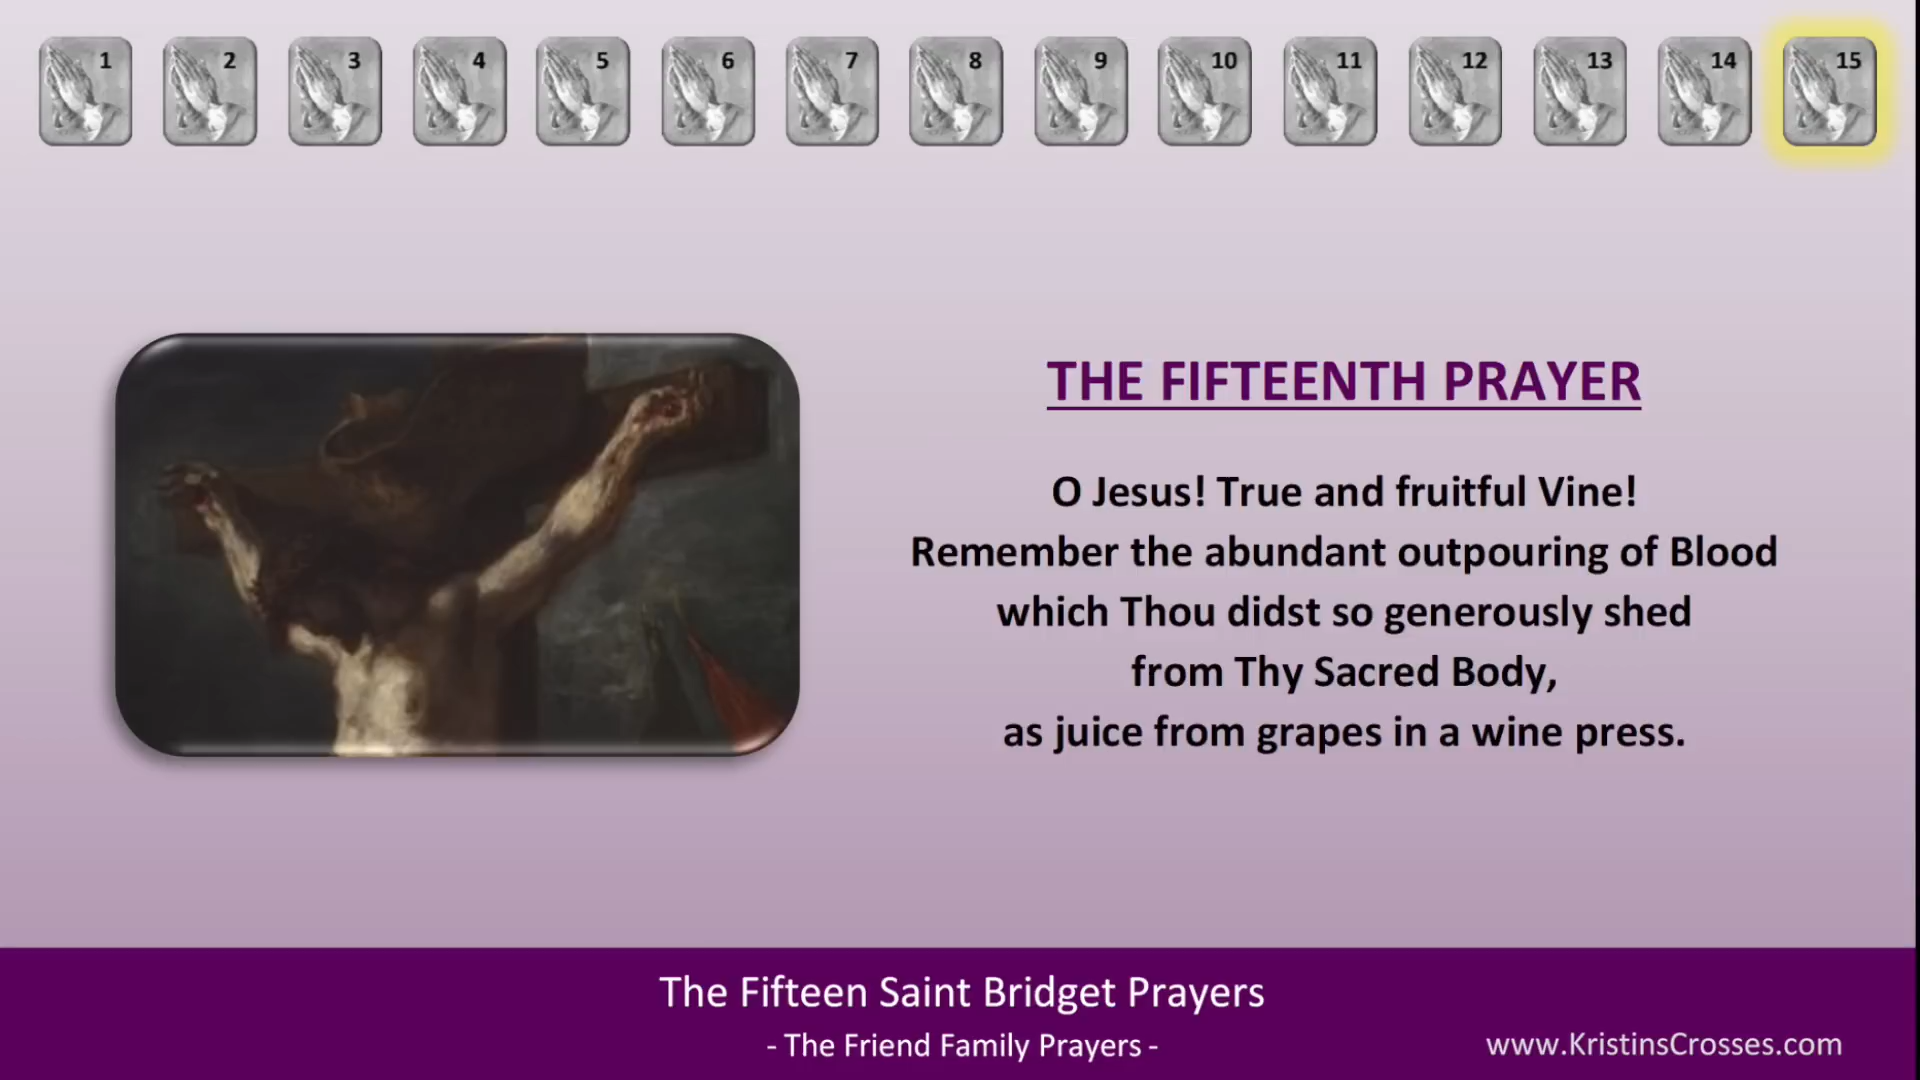 1 2 3 4 5 6 7 8 9 10 11 12 13 14 15
THE FIFTEENTH PRAYER
O Jesus! True and fruitful Vine!
Remember the abundant outpouring of Blood
which Thou didst so generously shed
from Thy Sacred Body,
as juice from grapes in a wine press.
The Fifteen Saint Bridget Prayers
- The Friend Family Prayers -
www.KristinsCrosses.com